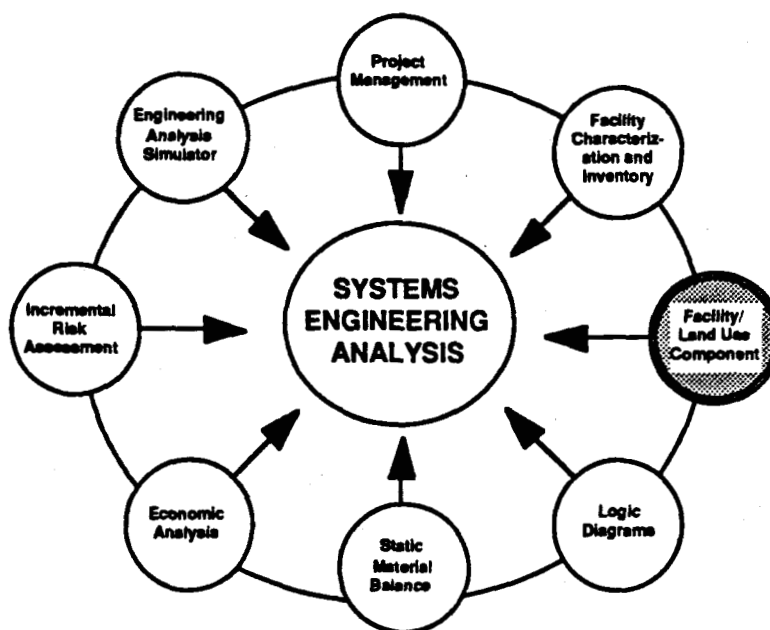 Project
Management
Engineering
Analysis
Simulator
Facility
Characteriz-
ation and
Inventory
SYSTEMS
ENGINEERING
ANALYSIS
Incremental
Risk
Assessment
Facility/
Land Use
Component
Economic
Analysis
Static
Material
Balance
Logic
Diagrams